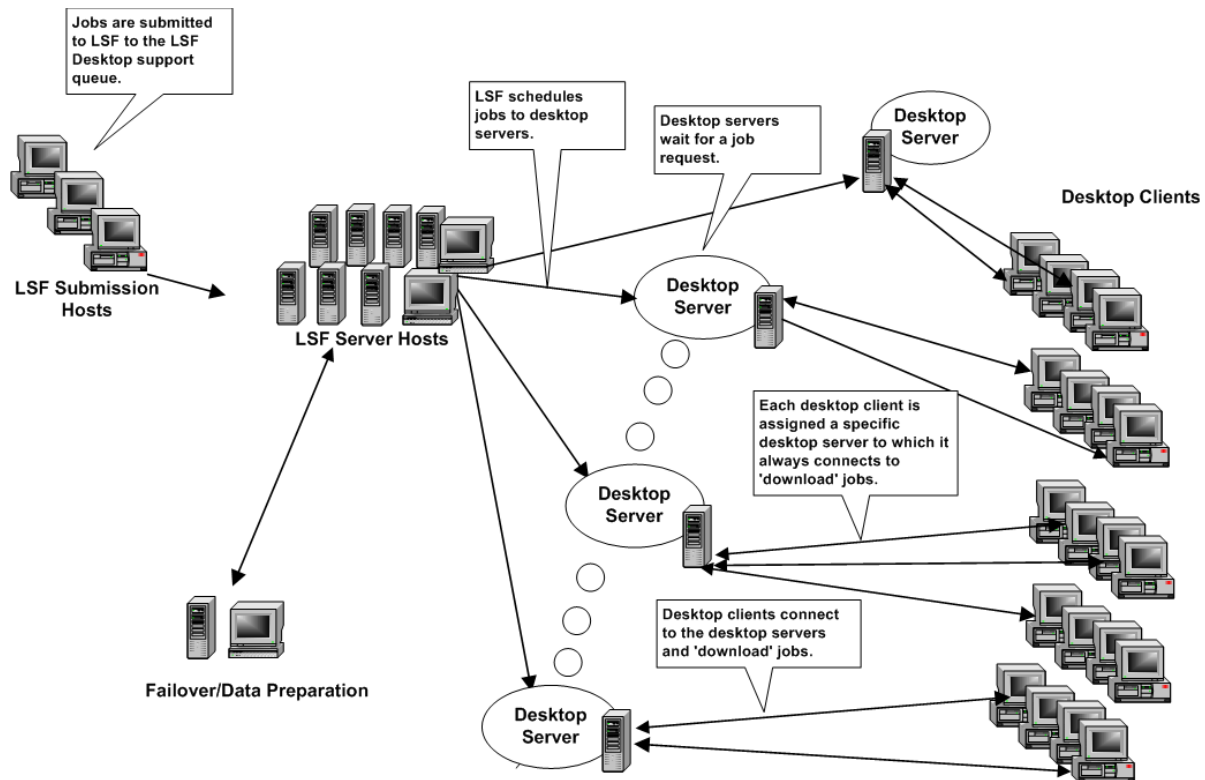 Jobs are submitted
to LSF to the LSF
Desktop support
queue.
LSF schedules
jobs to desktop
servers.
Desktop servers
wait for a job
request.
Desktop
Server
Desktop Clients
LSF Submission
Hosts
LSF Server Hosts
Desktop
Server
Each desktop client is
assigned a specific
desktop server to which it
always connects to
'download' jobs.
Desktop
Server
Desktop clients connect
to the desktop servers
and 'download' jobs.
Failover/Data Preparation
Desktop
Server